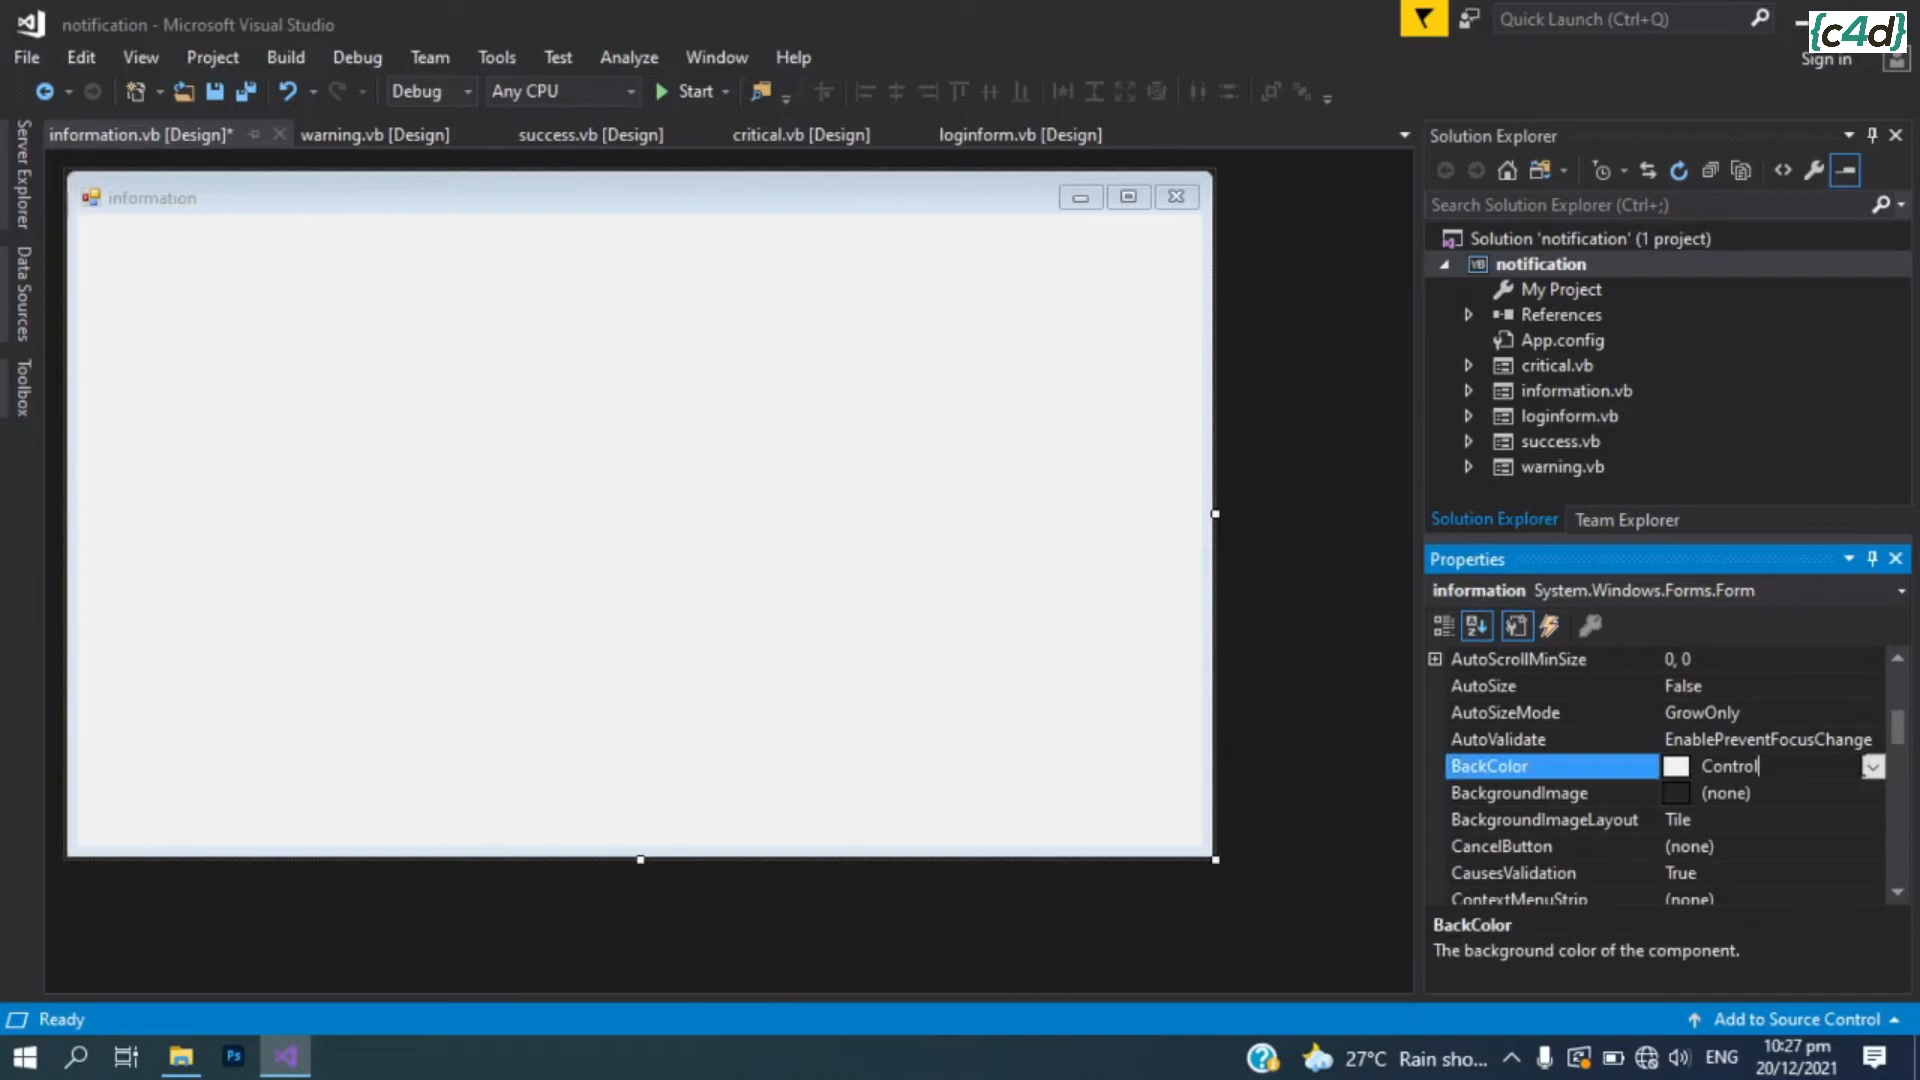 notification - Microsoft Visual Studio
Quick Launch (Ctrl+Q)
{c4d}
File Edit View Project Build Debug Team Tools Test Analyze Window Help
Sign in
Debug Any CPU Start
information.vb [Design]* warning.vb [Design] success.vb [Design] critical.vb [Design] loginform.vb [Design]
Server Explorer
Data Sources
Toolbox
information
Solution Explorer
Search Solution Explorer (Ctrl+;)
Solution 'notification' (1 project)
VB notification
My Project
References
App.config
critical.vb
information.vb
loginform.vb
success.vb
warning.vb
Solution Explorer Team Explorer
Properties
information System.Windows.Forms.Form
AutoScrollMinSize 0, 0
AutoSize False
AutoSizeMode GrowOnly
AutoValidate EnablePreventFocusChange
BackColor Control
BackgroundImage (none)
BackgroundImageLayout Tile
CancelButton (none)
CausesValidation True
ContextMenuStrip (none)
BackColor
The background color of the component.
Ready
Add to Source Control
Ps
27°C Rain sho... ENG
10:27 pm
20/12/2021